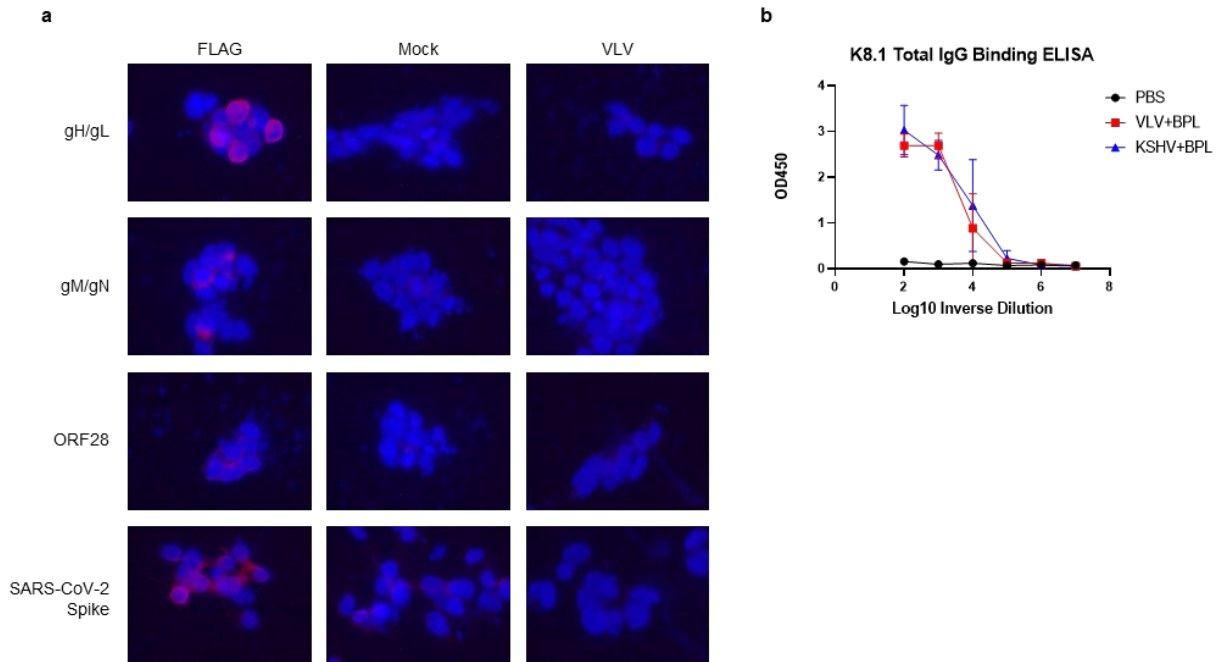 a
FLAG
Mock
VLV
gH/gL
gM/gN
ORF28
SARS-CoV-2
Spike
b
K8.1 Total IgG Binding ELISA
4
3
2
1
0
OD450
0
2
4
6
8
Log10 Inverse Dilution
PBS
VLV+BPL
KSHV+BPL